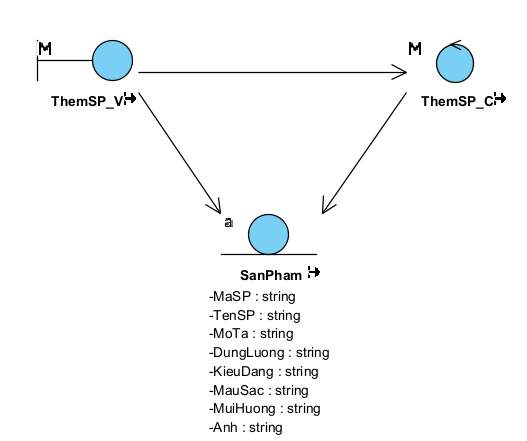 M
M
ThemSP_V
ThemSP_C
a
SanPham
-MaSP : string
-TenSP : string
-MoTa : string
-DungLuong : string
-KieuDang : string
-MauSac : string
-MuiHuong : string
-Anh : string